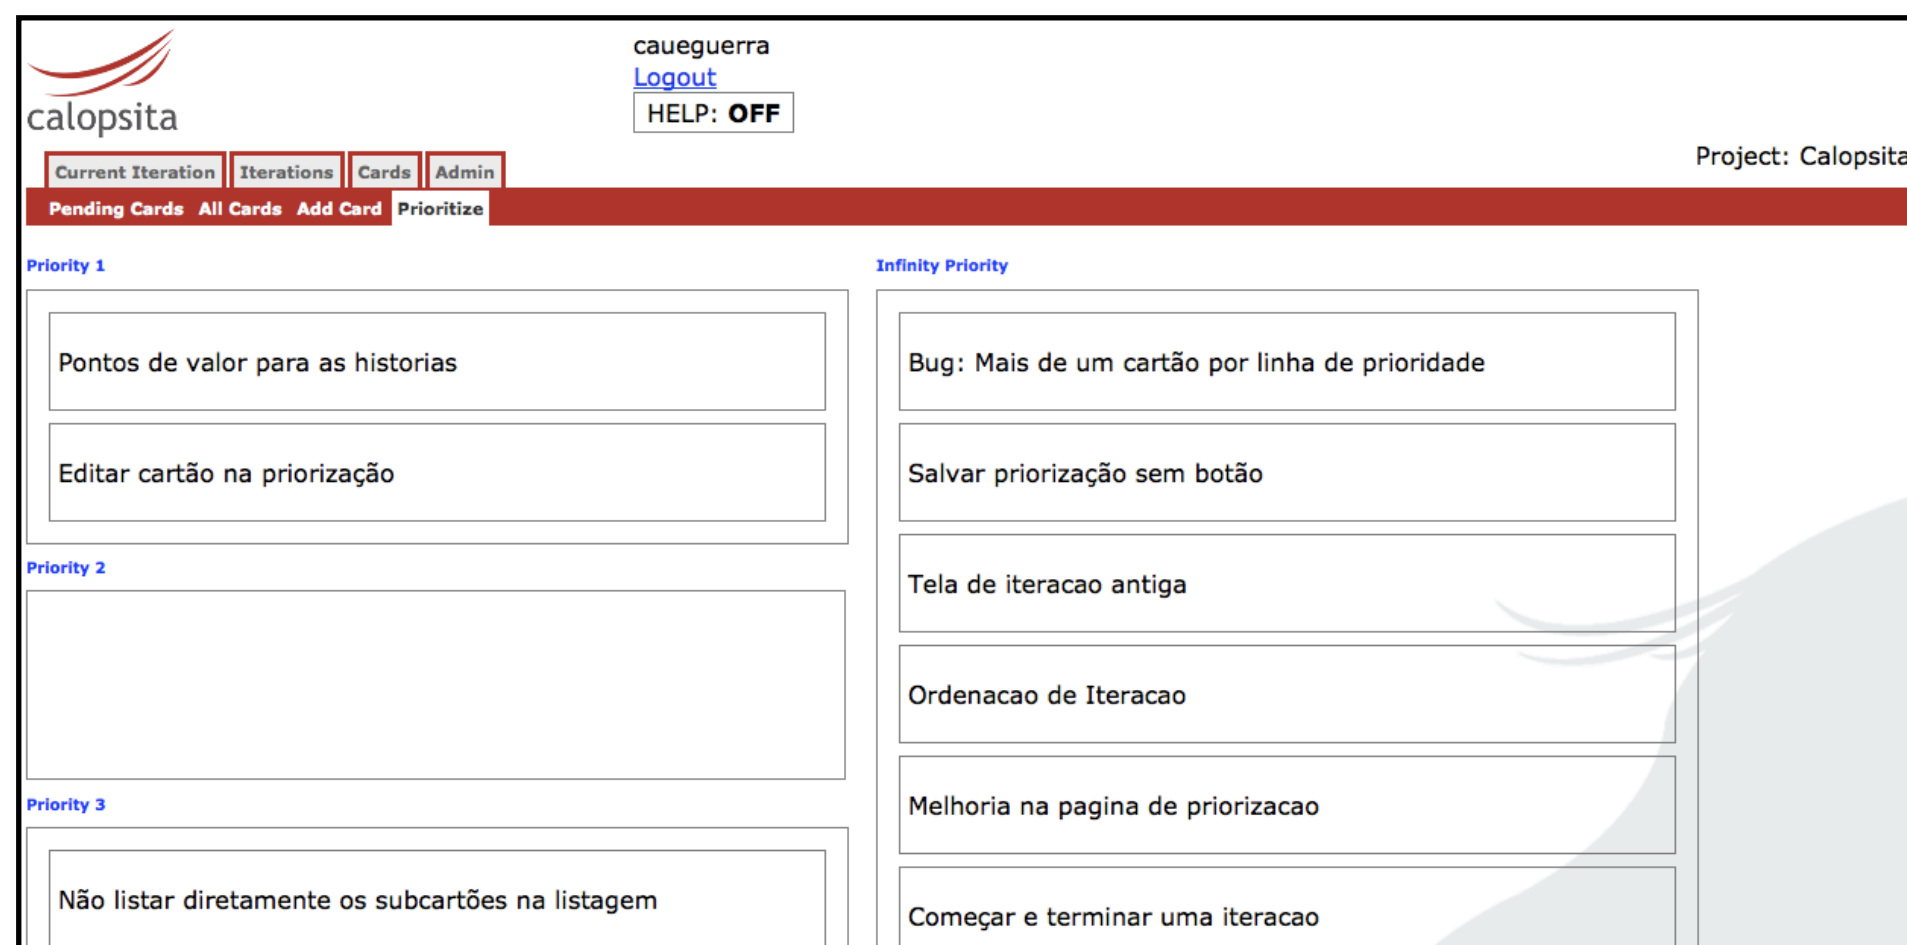 calopsita
caueguerra
Logout
HELP: OFF
Project: Calopsita
Current Iteration Iterations Cards Admin
Pending Cards All Cards Add Card Prioritize
Priority 1
Pontos de valor para as historias
Editar cartão na priorização
Priority 2
Priority 3
Não listar diretamente os subcartões na listagem
Infinity Priority
Bug: Mais de um cartão por linha de prioridade
Salvar priorização sem botão
Tela de iteracao antiga
Ordenacao de Iteracao
Melhoria na pagina de priorizacao
Começar e terminar uma iteracao